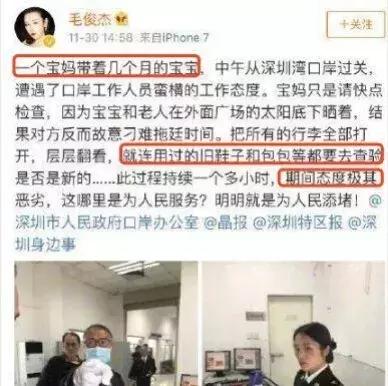 毛俊杰
11-30 14:58 来自iPhone 7
+关注
一个宝妈带着几个月的宝宝，中午从深圳湾口岸过关，
遭遇了口岸工作人员蛮横的工作态度。宝妈只是请快点
检查，因为宝宝和老人在外面广场的太阳底下晒着，结
果对方反而故意刁难拖廷时间。把所有的行李全部打
开，层层翻看，就连用过的旧鞋子和包包等都要去查验
是否是新的……此过程持续一个多小时，期间态度极其
恶劣，这哪里是为人民服务？明明就是为人民添堵！@
深圳市人民政府口岸办公室 @晶报 @深圳特区报 @深
圳身边事